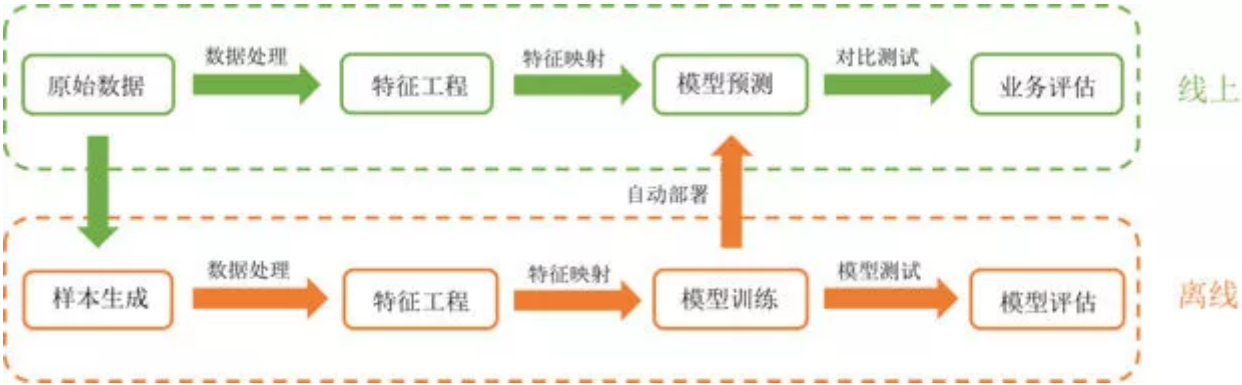 数据处理
特征映射
对比测试
原始数据
特征工程
模型预测
业务评估
线上
自动部署
数据处理
特征映射
模型测试
样本生成
特征工程
模型训练
模型评估
离线